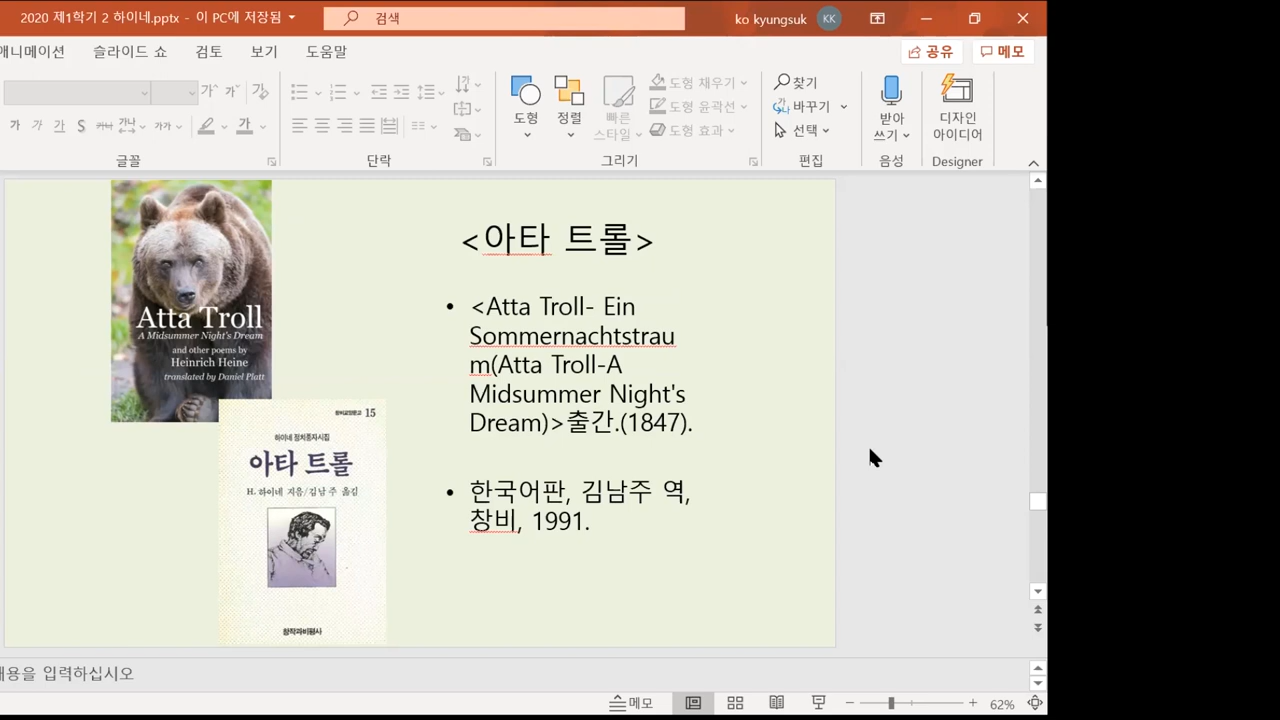 2020 제1학기 2 하이네.pptx - 이 PC에 저장됨
검색
ko kyungsuk
KK
애니메이션 슬라이드 쇼 검토 보기 도움말
공유
메모
도형 채우기
찾기
도형 윤곽선
바꾸기
도형 정렬 빠른 스타일
도형 효과
선택
받아쓰기
디자인 아이디어
글꼴 단락 그리기 편집 음성 Designer
Atta Troll
A Midsummer Night's Dream
and other poems by
Heinrich Heine
translated by Daniel Platt
창비교양문고 15
하이네 정치풍자시집
아타 트롤
H. 하이네 지음/김남주 옮김
창작과비평사
<아타 트롤>
• <Atta Troll- Ein
Sommernachtstrau
m(Atta Troll-A
Midsummer Night's
Dream)>출간.(1847).
• 한국어판, 김남주 역,
창비, 1991.
내용을 입력하십시오
메모
62%